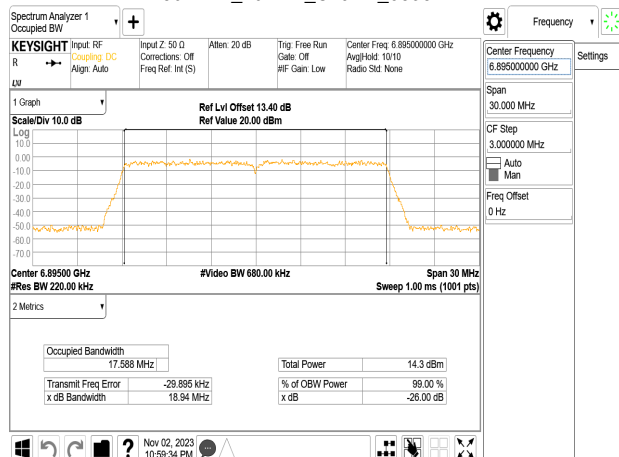 Spectrum Analyzer 1
Occupied BW
Frequency
KEYSIGHT
R
Input: RF
Coupling: DC
Align: Auto
Input Z: 50 Ω
Corrections: Off
Freq Ref: Int (S)
Atten: 20 dB
Trig: Free Run
Gate: Off
#IF Gain: Low
Center Freq: 6.895000000 GHz
Avg|Hold: 10/10
Radio Std: None
LNI
Center Frequency
6.895000000 GHz
Settings
Span
30.000 MHz
CF Step
3.000000 MHz
Auto
Man
Freq Offset
0 Hz
1 Graph
Scale/Div 10.0 dB
Ref Lvl Offset 13.40 dB
Ref Value 20.00 dBm
Log
10.0
0.00
-10.0
-20.0
-30.0
-40.0
-50.0
-60.0
-70.0
Center 6.89500 GHz
#Video BW 680.00 kHz
Span 30 MHz
#Res BW 220.00 kHz
Sweep 1.00 ms (1001 pts)
2 Metrics
Occupied Bandwidth
17.588 MHz
Total Power 14.3 dBm
Transmit Freq Error -29.895 kHz
% of OBW Power 99.00 %
x dB Bandwidth 18.94 MHz
x dB -26.00 dB
?
Nov 02, 2023
10:59:34 PM